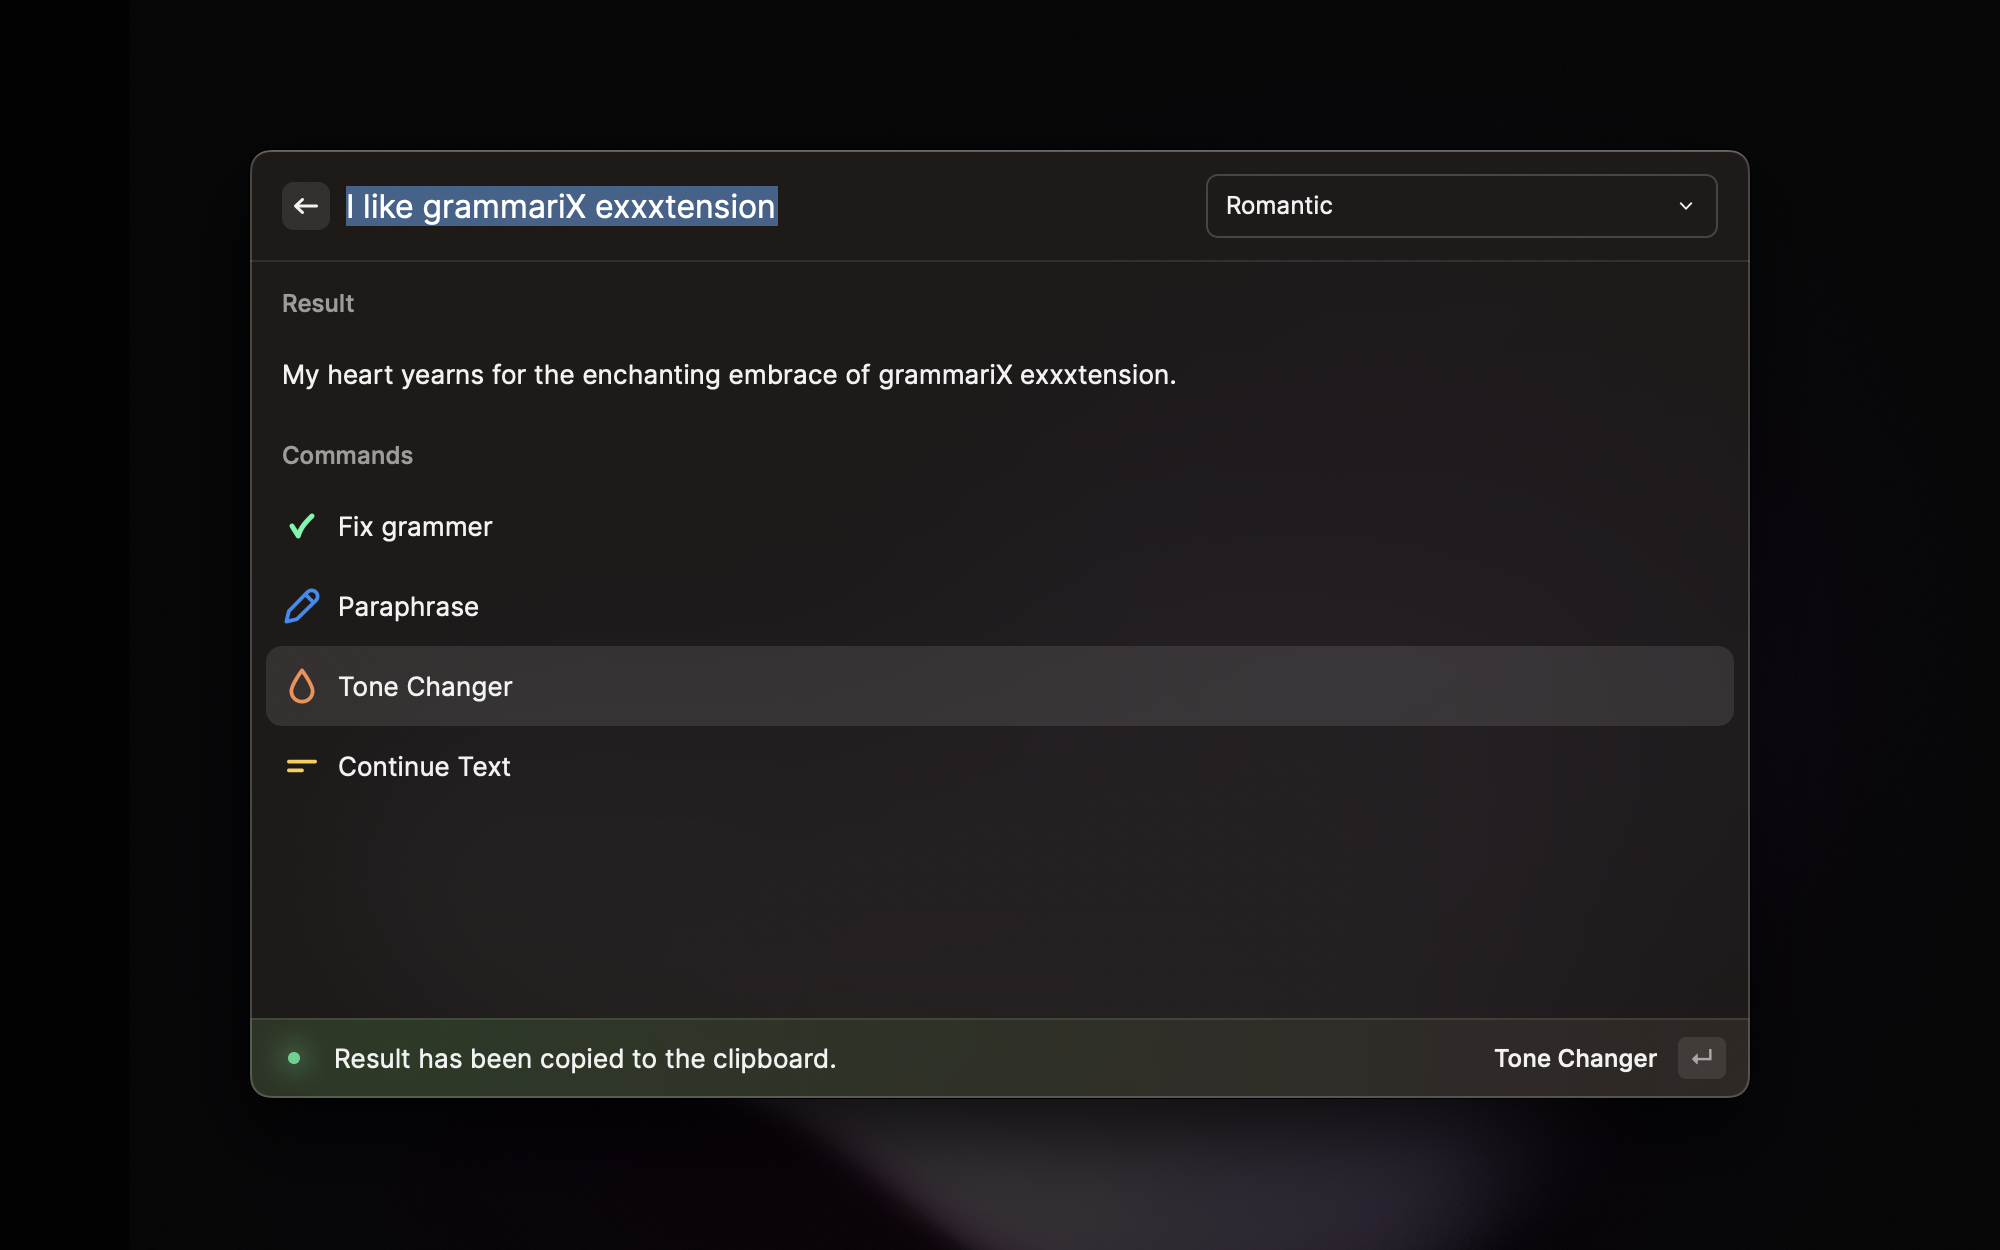 I like grammariX exxxtension
Romantic
Result
My heart yearns for the enchanting embrace of grammariX exxxtension.
Commands
Fix grammer
Paraphrase
Tone Changer
Continue Text
Result has been copied to the clipboard.
Tone Changer